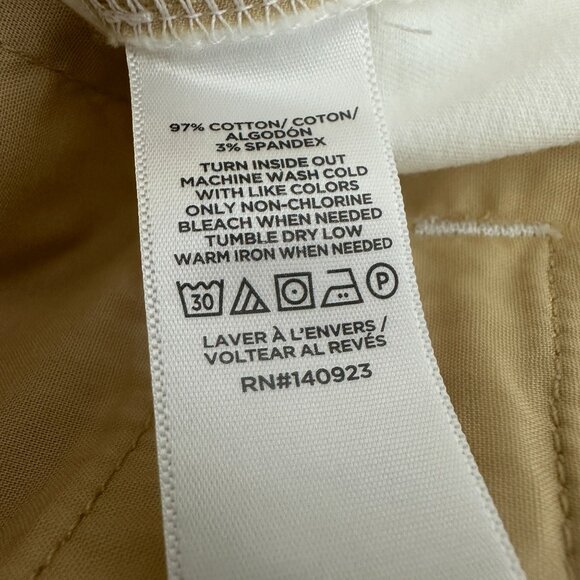 97% COTTON/ COTON/
ALGODÓN
3% SPANDEX
TURN INSIDE OUT
MACHINE WASH COLD
WITH LIKE COLORS
ONLY NON-CHLORINE
BLEACH WHEN NEEDED
TUMBLE DRY LOW
WARM IRON WHEN NEEDED
30 P
LAVER À L'ENVERS /
VOLTEAR AL REVÉS
RN#140923